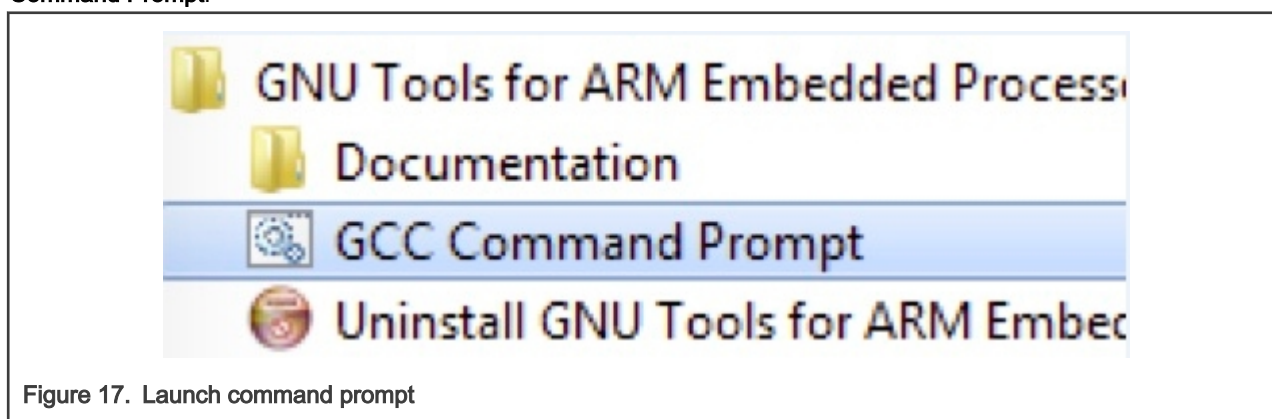 Command Prompt.
GNU Tools for ARM Embedded Process
Documentation
GCC Command Prompt
Uninstall GNU Tools for ARM Embed
Figure 17. Launch command prompt